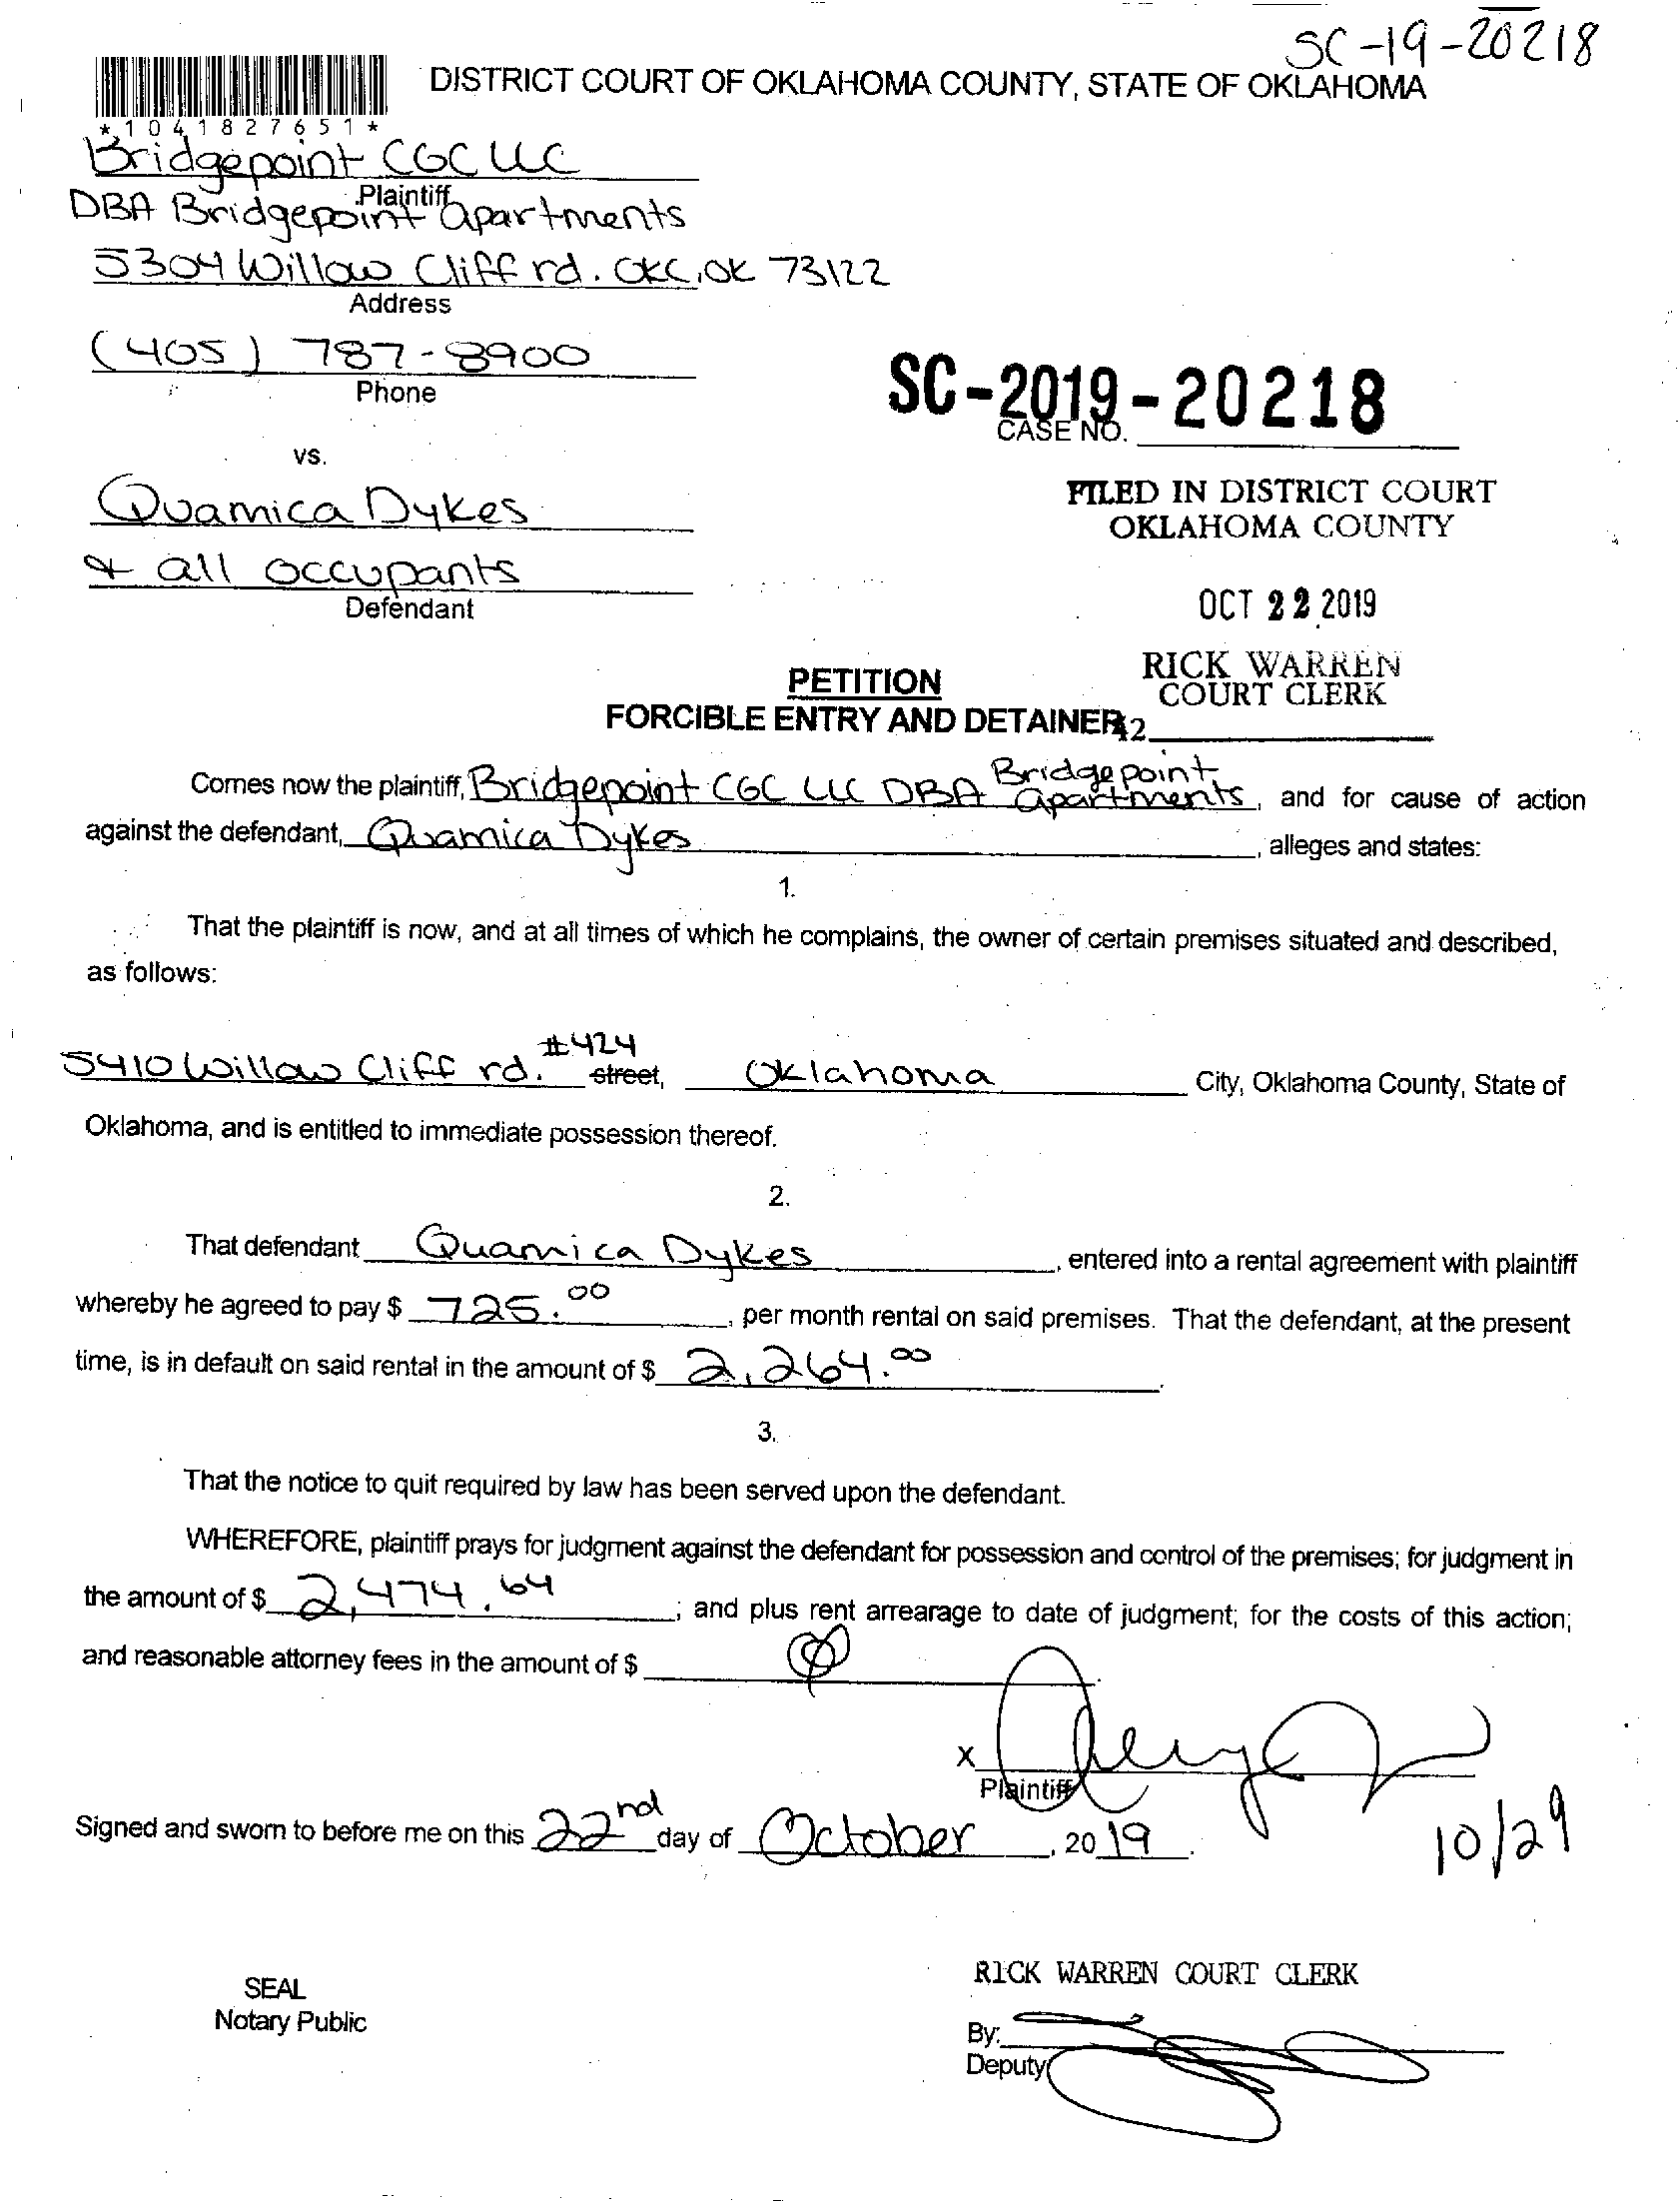 SC-19-20218
DISTRICT COURT OF OKLAHOMA COUNTY, STATE OF OKLAHOMA
*1041827651*
Bridgepoint CGC LLC
Plaintiff
DBA Bridgepoint apartments
5304 Willow Cliff rd. OKC, OK 73122
Address
(405) 787-8900
Phone
SC-2019-20218
CASE NO.
vs.
Quamica Dykes
FILED IN DISTRICT COURT
OKLAHOMA COUNTY
& all occupants
Defendant
OCT 22 2019
RICK WARREN
COURT CLERK
PETITION
FORCIBLE ENTRY AND DETAINER
42
Comes now the plaintiff, Bridgepoint CGC LLC DBA Bridgepoint apartments, and for cause of action
against the defendant, Quamica Dykes, alleges and states:
1.
That the plaintiff is now, and at all times of which he complains, the owner of certain premises situated and described,
as follows:
5410 Willow Cliff rd. #424 street, Oklahoma City, Oklahoma County, State of
Oklahoma, and is entitled to immediate possession thereof.
2.
That defendant Quamica Dykes, entered into a rental agreement with plaintiff
whereby he agreed to pay $ 725.00, per month rental on said premises. That the defendant, at the present
time, is in default on said rental in the amount of $ 2,264.00.
3.
That the notice to quit required by law has been served upon the defendant.
WHEREFORE, plaintiff prays for judgment against the defendant for possession and control of the premises; for judgment in
the amount of $ 2,474.64; and plus rent arrearage to date of judgment; for the costs of this action;
and reasonable attorney fees in the amount of $
X
Plaintiff
Signed and sworn to before me on this 22nd day of October, 2019.
10/29
SEAL
Notary Public
RICK WARREN COURT CLERK
By:
Deputy